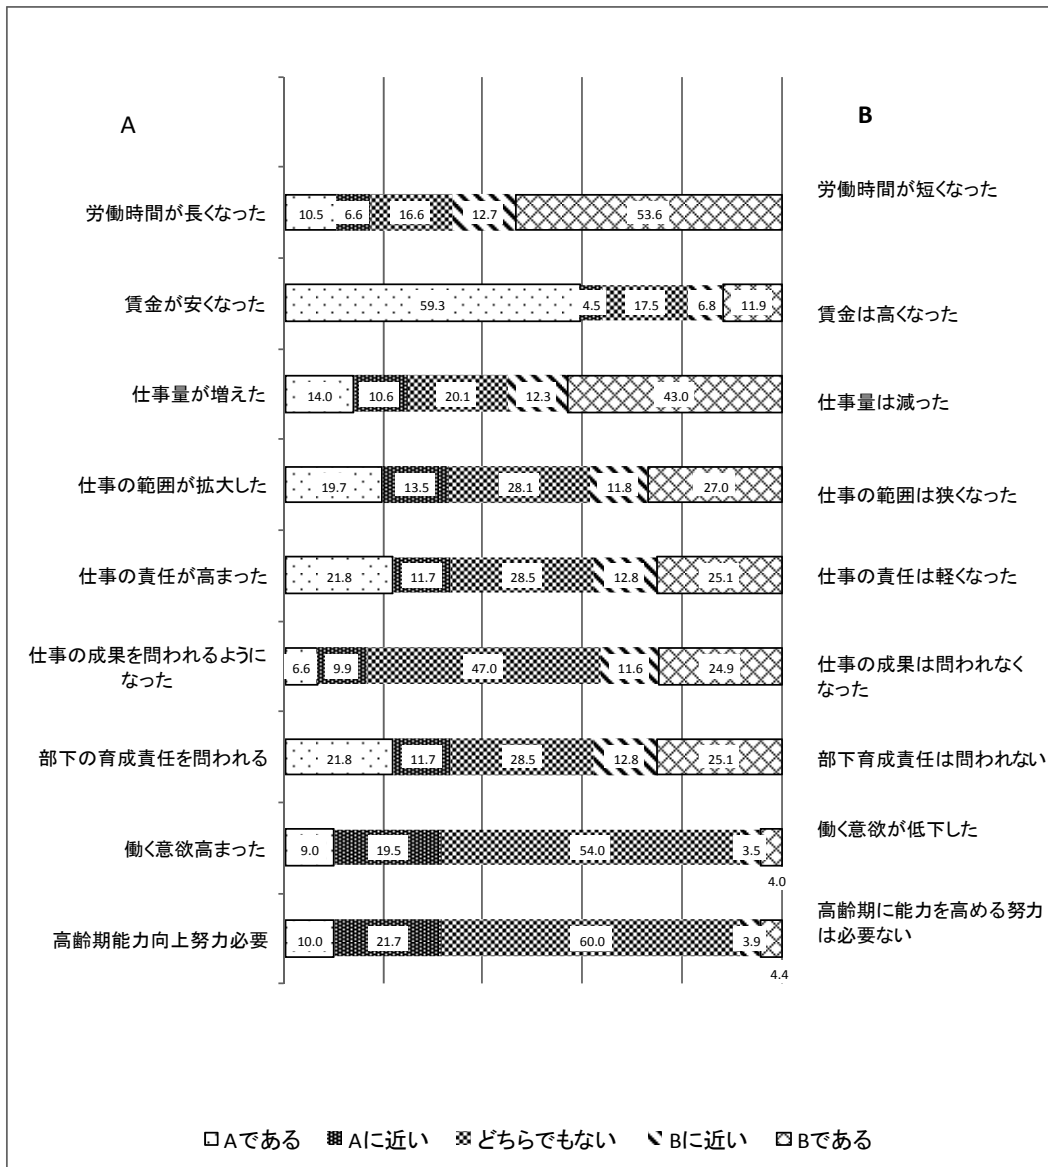 A
B
労働時間が長くなった
10.5
6.6
16.6
12.7
53.6
労働時間が短くなった
賃金が安くなった
59.3
4.5
17.5
6.8
11.9
賃金は高くなった
仕事量が増えた
14.0
10.6
20.1
12.3
43.0
仕事量は減った
仕事の範囲が拡大した
19.7
13.5
28.1
11.8
27.0
仕事の範囲は狭くなった
仕事の責任が高まった
21.8
11.7
28.5
12.8
25.1
仕事の責任は軽くなった
仕事の成果を問われるように
なった
6.6
9.9
47.0
11.6
24.9
仕事の成果は問われなく
なった
部下の育成責任を問われる
21.8
11.7
28.5
12.8
25.1
部下育成責任は問われない
働く意欲高まった
9.0
19.5
54.0
3.5
4.0
働く意欲が低下した
高齢期能力向上努力必要
10.0
21.7
60.0
3.9
4.4
高齢期に能力を高める努力
は必要ない
Aである
Aに近い
どちらでもない
Bに近い
Bである